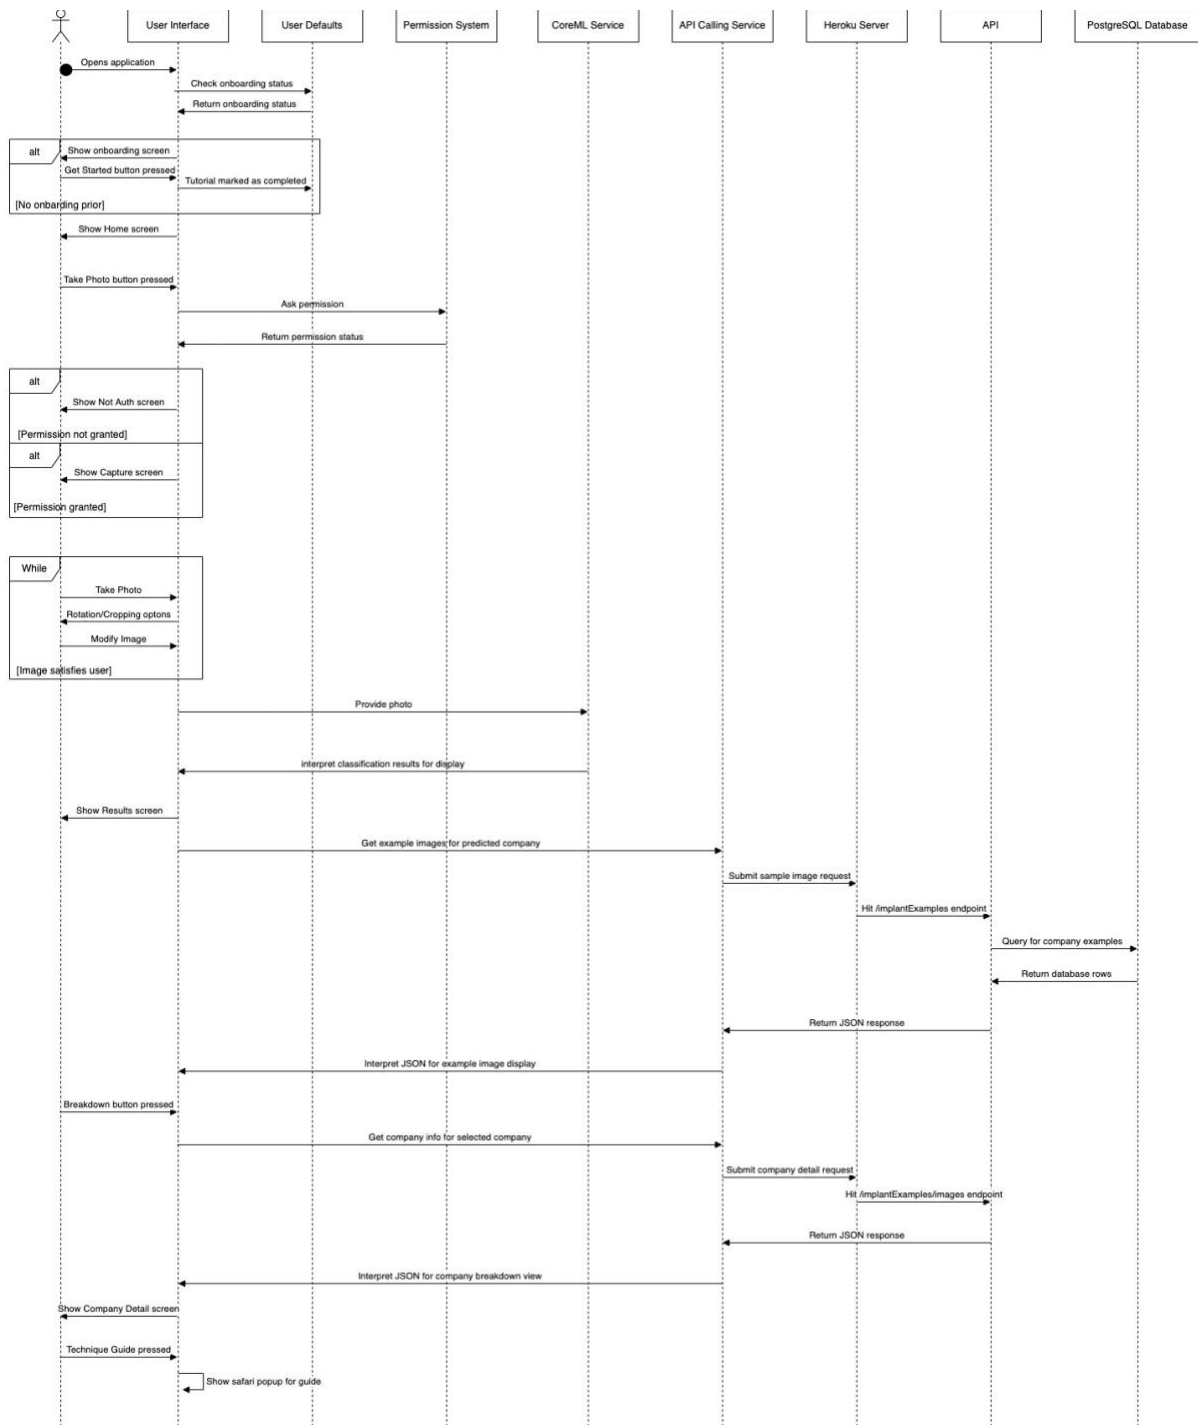 User Interface
User Defaults
Permission System
CoreML Service
API Calling Service
Heroku Server
API
PostgreSQL Database
Opens application
Check onboarding status
Return onboarding status
alt
Show onboarding screen
Get Started button pressed
Tutorial marked as completed
[No onbarding prior]
Show Home screen
Take Photo button pressed
Ask permission
Return permission status
alt
Show Not Auth screen
[Permission not granted]
alt
Show Capture screen
[Permission granted]
While
Take Photo
Rotation/Cropping optons
Modify Image
[Image satisfies user]
Provide photo
interpret classification results for display
Show Results screen
Get example images for predicted company
Submit sample image request
Hit /implantExamples endpoint
Query for company examples
Return database rows
Return JSON response
Interpret JSON for example image display
Breakdown button pressed
Get company info for selected company
Submit company detail request
Hit /implantExamples/images endpoint
Return JSON response
Interpret JSON for company breakdown view
Show Company Detail screen
Technique Guide pressed
Show safari popup for guide